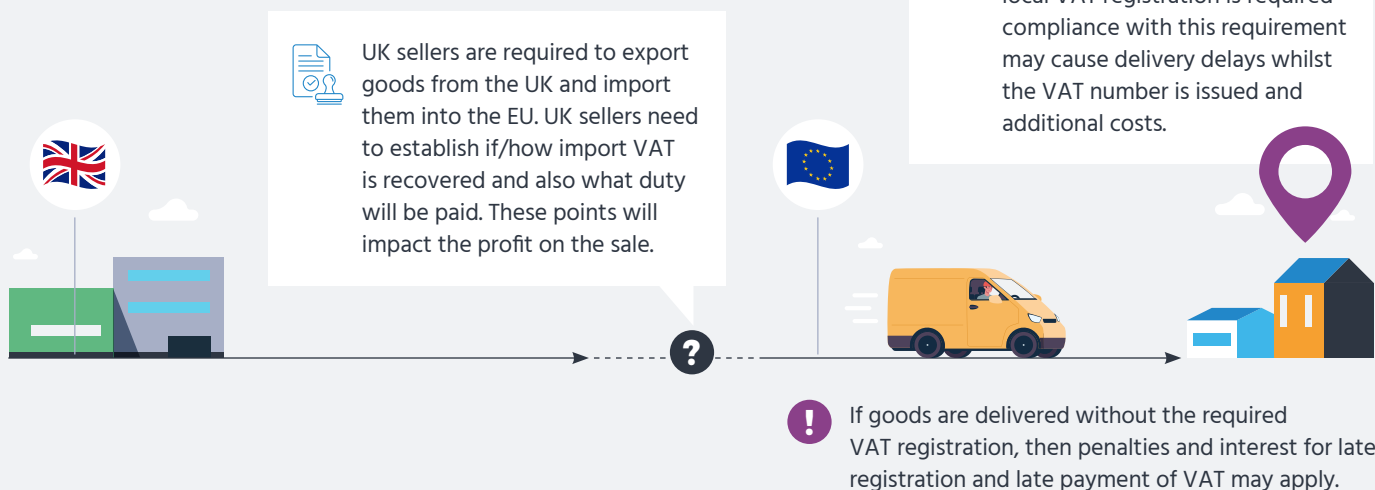 local VAT registration is required
compliance with this requirement
may cause delivery delays whilst
the VAT number is issued and
additional costs.
UK sellers are required to export
goods from the UK and import
them into the EU. UK sellers need
to establish if/how import VAT
is recovered and also what duty
will be paid. These points will
impact the profit on the sale.
?
!
If goods are delivered without the required
VAT registration, then penalties and interest for late
registration and late payment of VAT may apply.